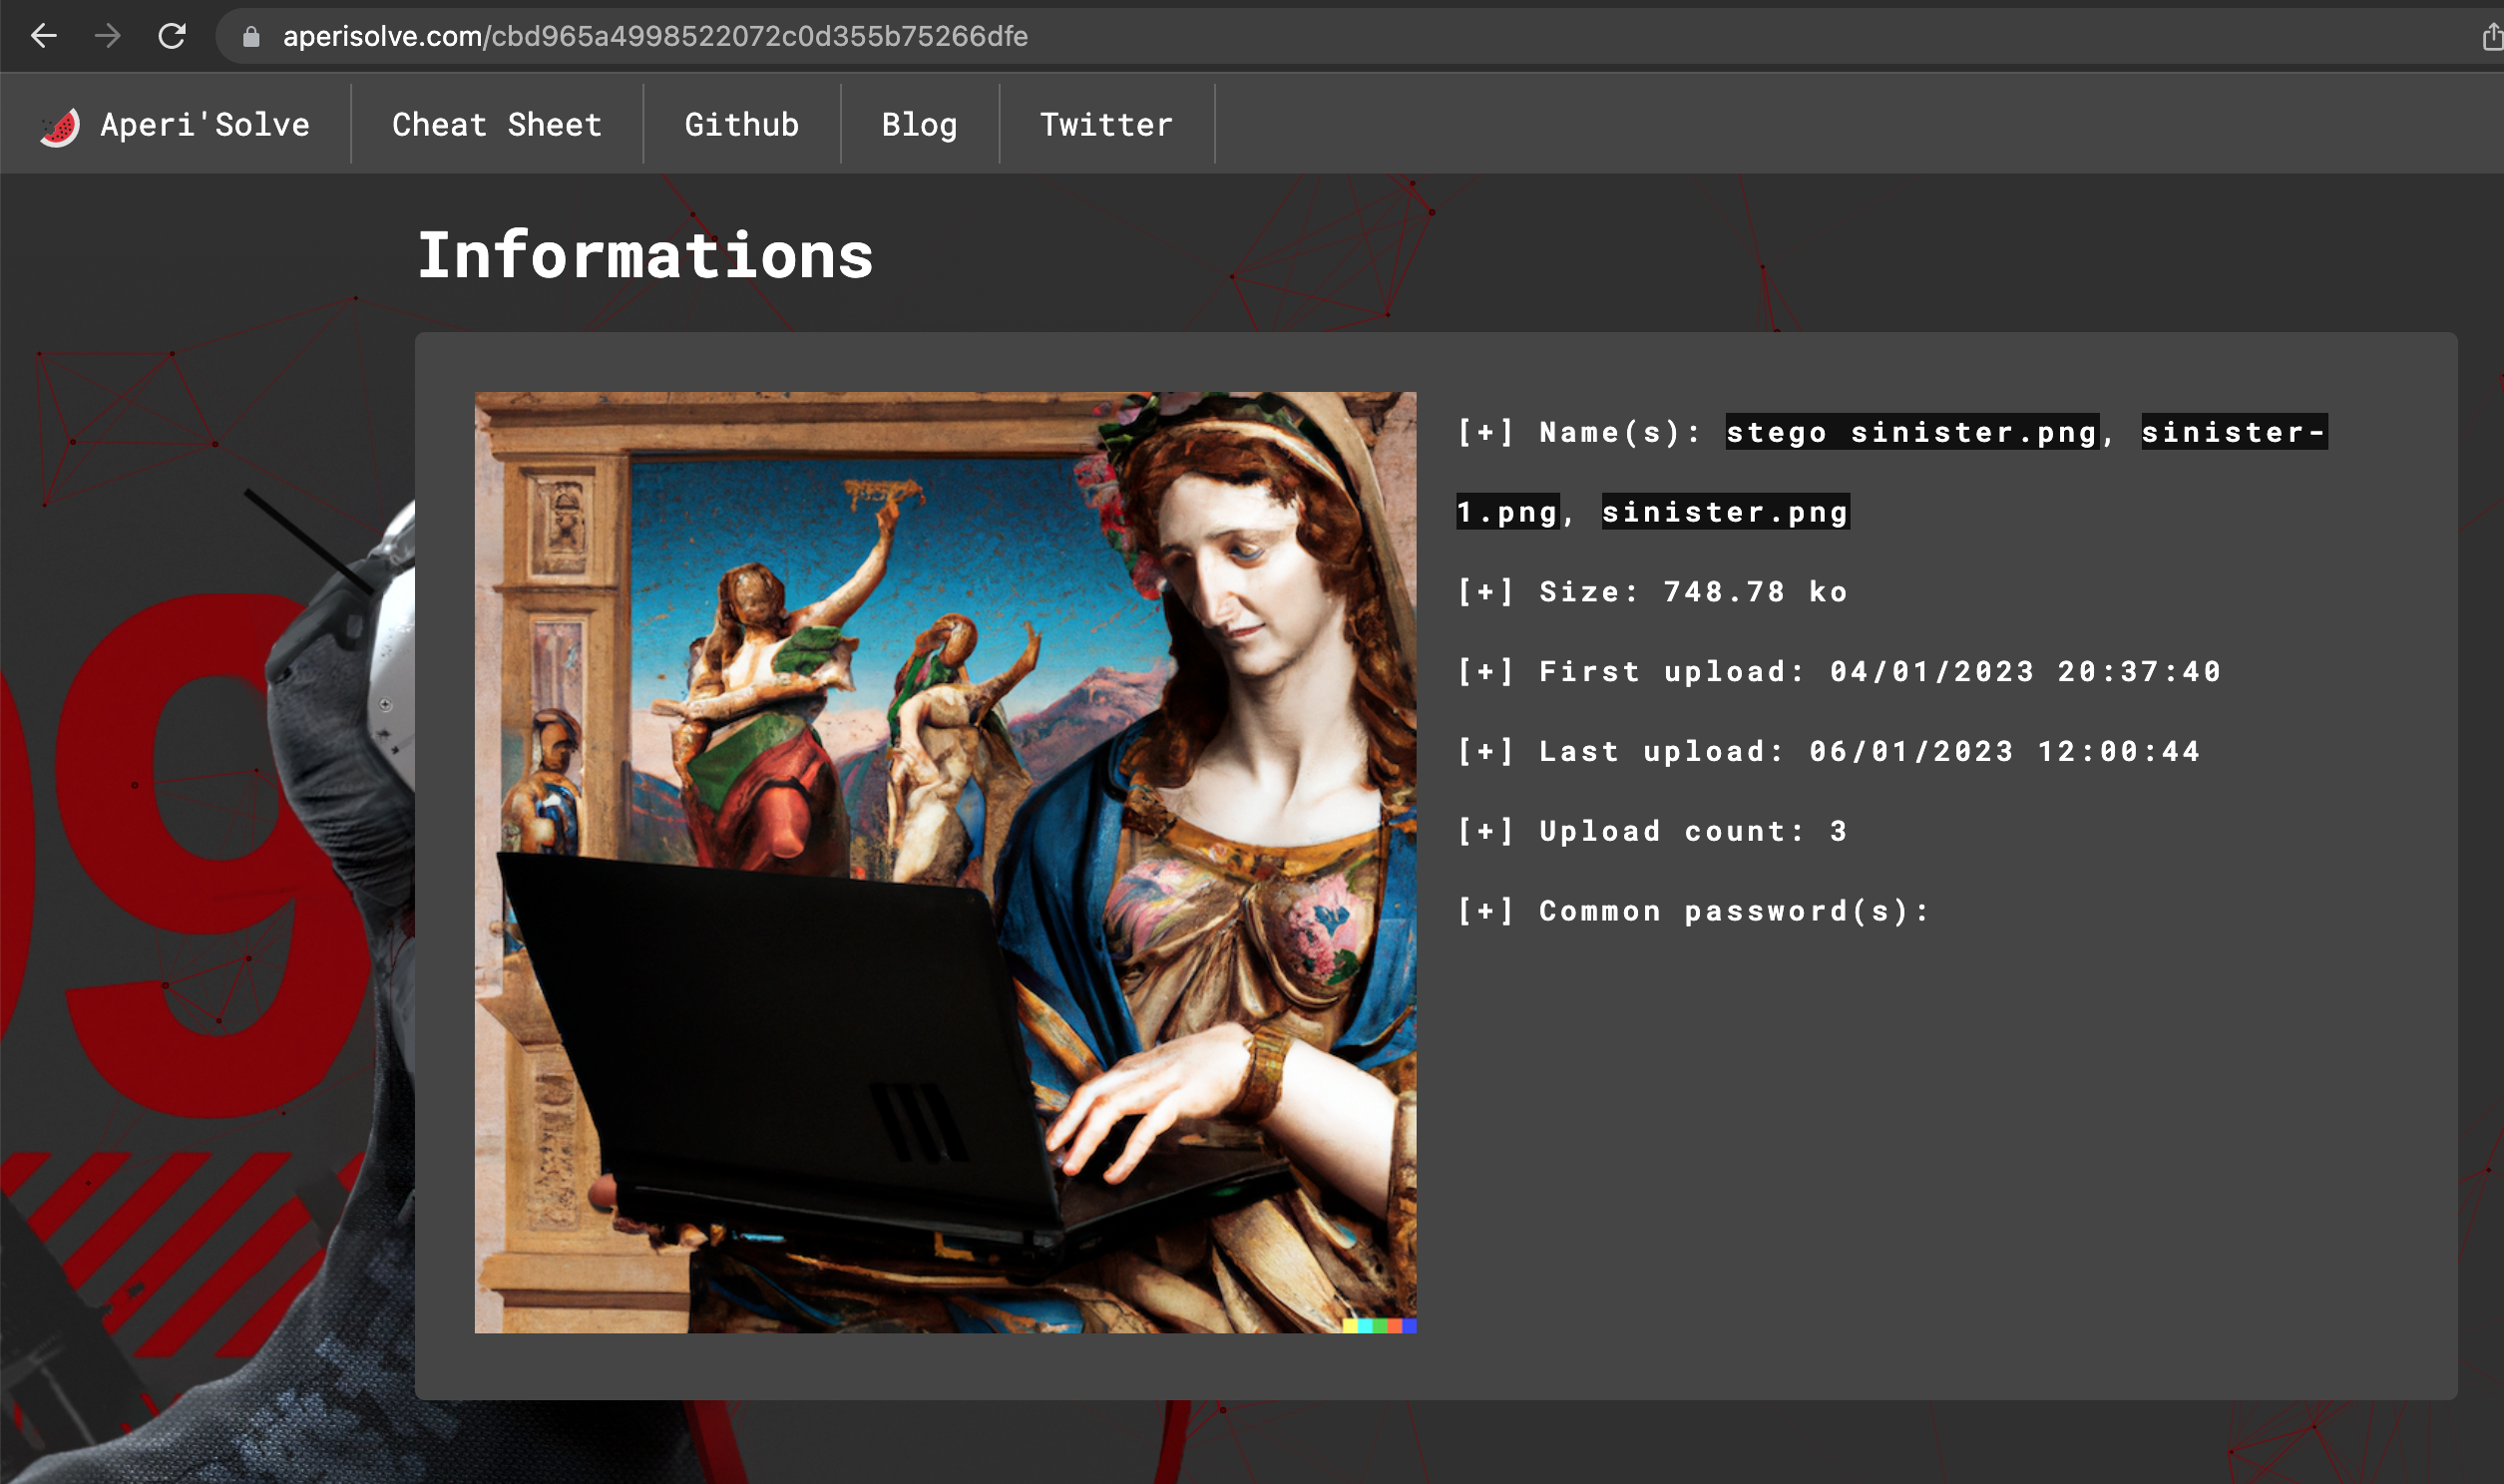 aperisolve.com/cbd965a4998522072c0d355b75266dfe
Aperi'Solve Cheat Sheet Github Blog Twitter
Informations
[+] Name(s): stego sinister.png, sinister-
1.png, sinister.png
[+] Size: 748.78 ko
[+] First upload: 04/01/2023 20:37:40
[+] Last upload: 06/01/2023 12:00:44
[+] Upload count: 3
[+] Common password(s):
9